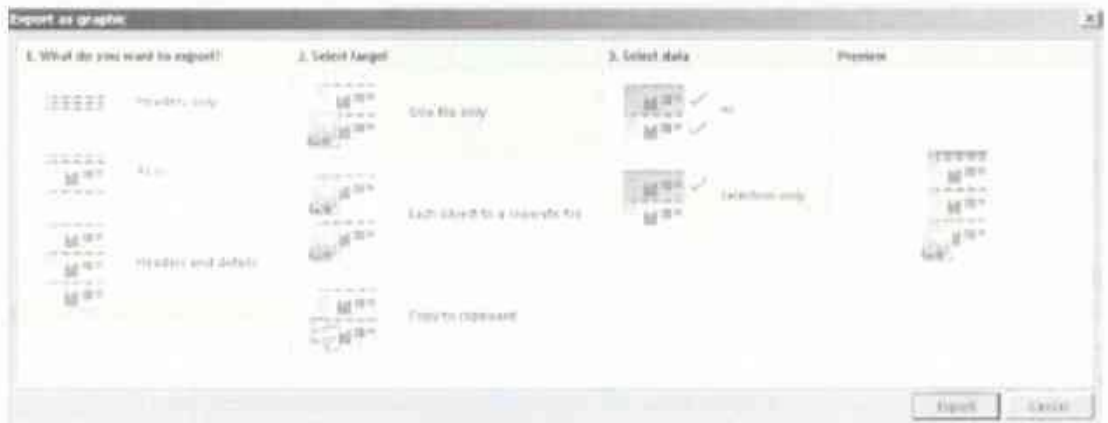 Export as graphic
1. What do you want to export?
Headers only
Headers and details
2. Select target
One file only
Each object to a separate file
Copy to clipboard
3. Select data
All
Selection only
Preview
Export
Cancel